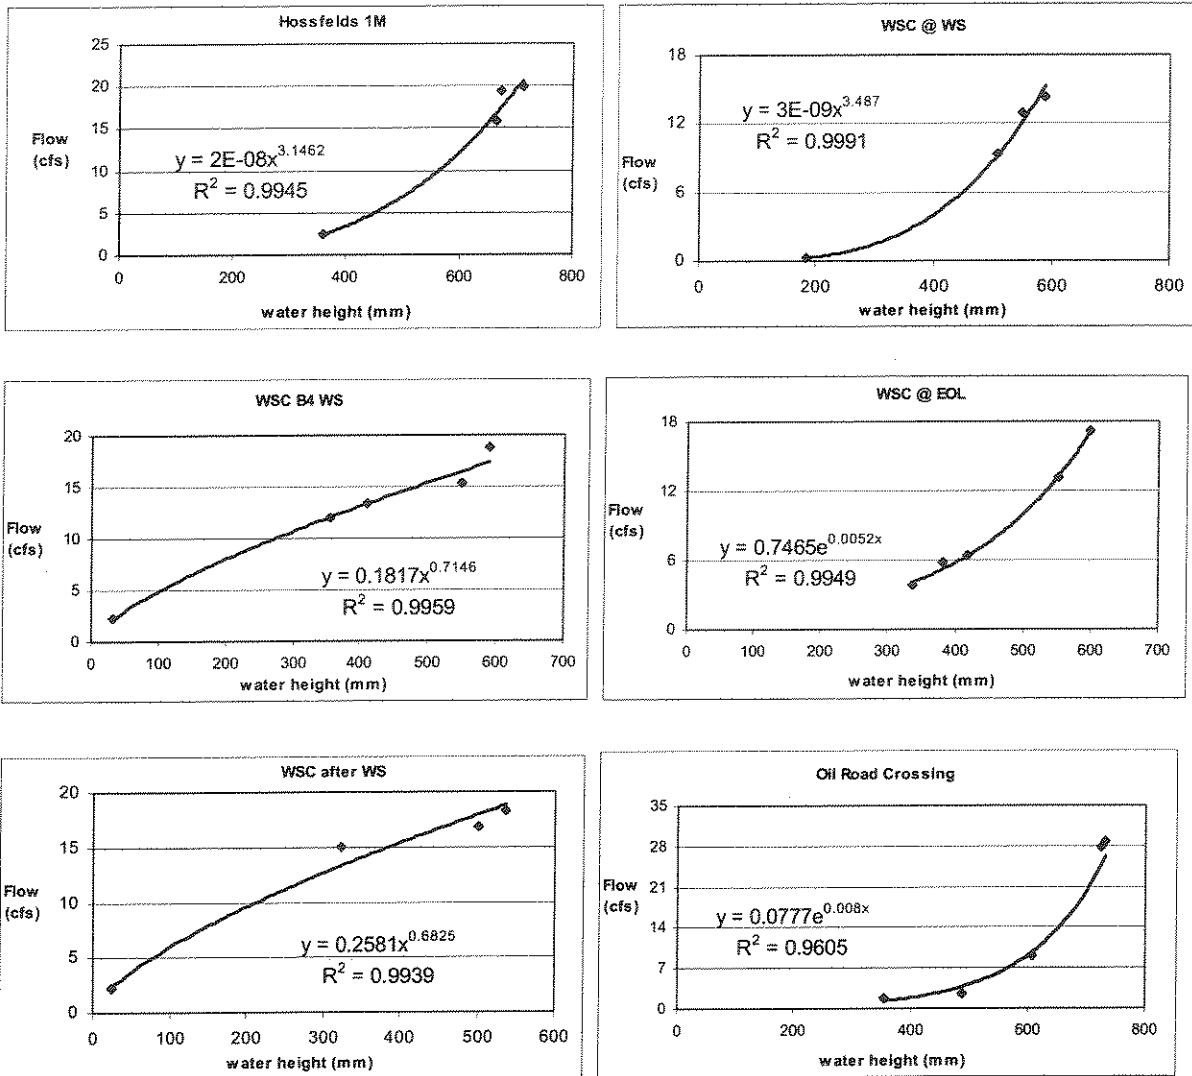 Hossfelds 1M
25
20
15
10
5
0
Flow
(cfs)
y = 2E-08x^3.1462
R² = 0.9945
0 200 400 600 800
water height (mm)
WSC @ WS
18
12
6
0
Flow
(cfs)
y = 3E-09x^3.487
R² = 0.9991
0 200 400 600 800
water height (mm)
WSC B4 WS
20
15
10
5
0
Flow
(cfs)
y = 0.1817x^0.7146
R² = 0.9959
0 100 200 300 400 500 600 700
water height (mm)
WSC @ EOL
18
12
6
0
Flow
(cfs)
y = 0.7465e^0.0052x
R² = 0.9949
0 100 200 300 400 500 600 700
water height (mm)
WSC after WS
20
15
10
5
0
Flow
(cfs)
y = 0.2581x^0.6825
R² = 0.9939
0 100 200 300 400 500 600
water height (mm)
Oil Road Crossing
35
28
21
14
7
0
Flow
(cfs)
y = 0.0777e^0.008x
R² = 0.9605
0 200 400 600 800
water height (mm)